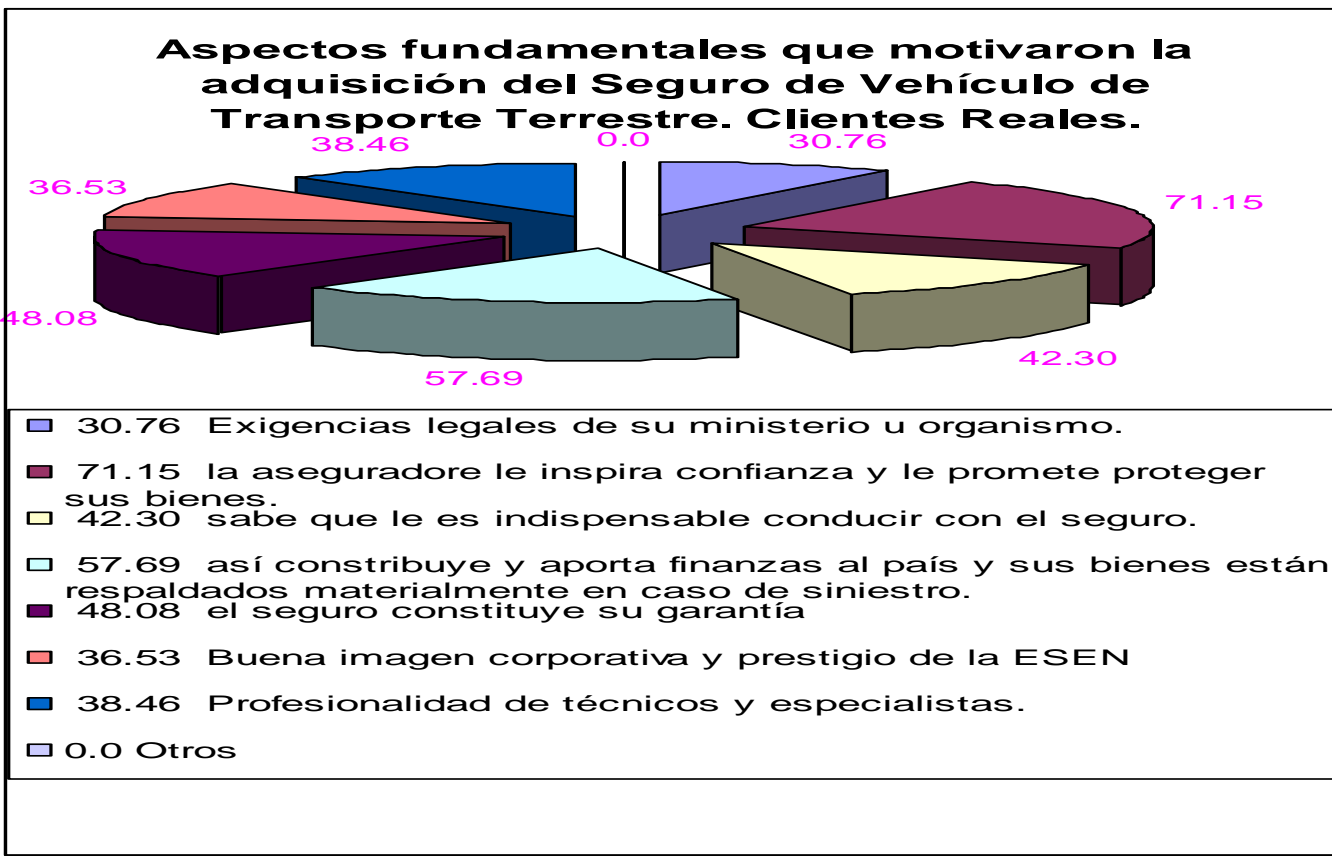 Aspectos fundamentales que motivaron la
adquisición del Seguro de Vehículo de
Transporte Terrestre. Clientes Reales.
38.46
0.0
30.76
36.53
71.15
48.08
42.30
57.69
30.76 Exigencias legales de su ministerio u organismo.
71.15 la aseguradore le inspira confianza y le promete proteger
sus bienes.
42.30 sabe que le es indispensable conducir con el seguro.
57.69 así constribuye y aporta finanzas al país y sus bienes están
respaldados materialmente en caso de siniestro.
48.08 el seguro constituye su garantía
36.53 Buena imagen corporativa y prestigio de la ESEN
38.46 Profesionalidad de técnicos y especialistas.
0.0 Otros